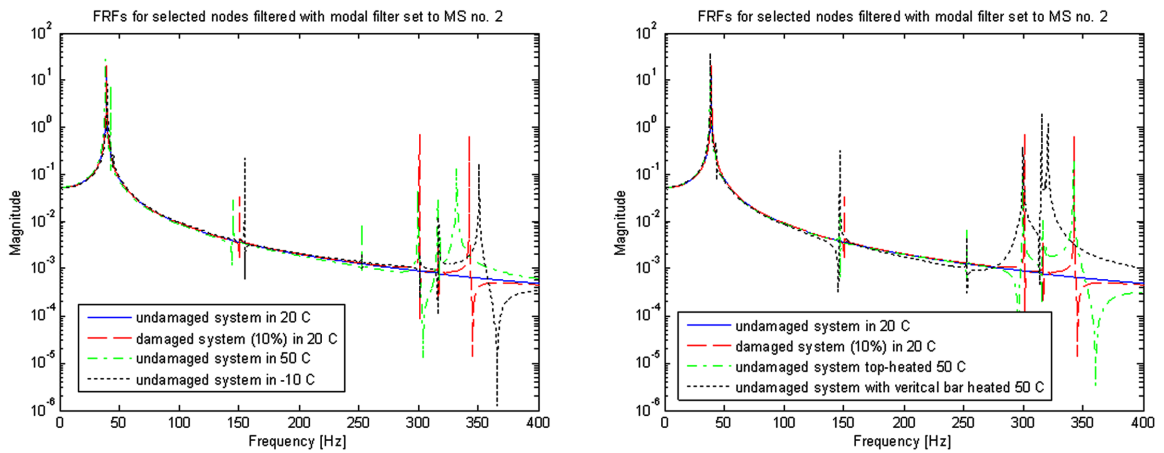 FRFs for selected nodes filtered with modal filter set to MS no. 2
10^2
10^1
10^0
10^-1
10^-2
10^-3
10^-4
10^-5
10^-6
Magnitude
undamaged system in 20 C
damaged system (10%) in 20 C
undamaged system in 50 C
undamaged system in -10 C
0 50 100 150 200 250 300 350 400
Frequency [Hz]
FRFs for selected nodes filtered with modal filter set to MS no. 2
10^2
10^1
10^0
10^-1
10^-2
10^-3
10^-4
10^-5
10^-6
Magnitude
undamaged system in 20 C
damaged system (10%) in 20 C
undamaged system top-heated 50 C
undamaged system with veritcal bar heated 50 C
0 50 100 150 200 250 300 350 400
Frequency [Hz]